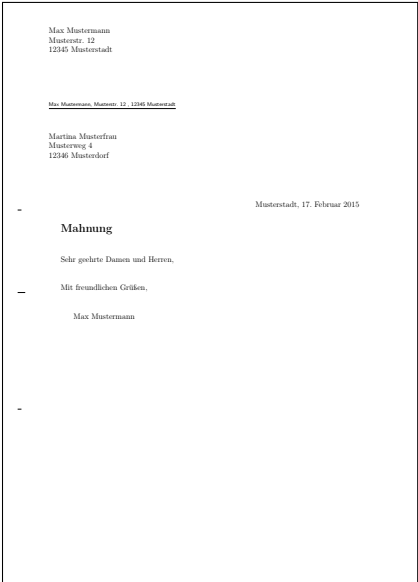 Max Mustermann
Musterstr. 12
12345 Musterstadt
Max Mustermann, Musterstr. 12 , 12345 Musterstadt
Martina Musterfrau
Musterweg 4
12346 Musterdorf
Musterstadt, 17. Februar 2015
Mahnung
Sehr geehrte Damen und Herren,
Mit freundlichen Grüßen,
Max Mustermann